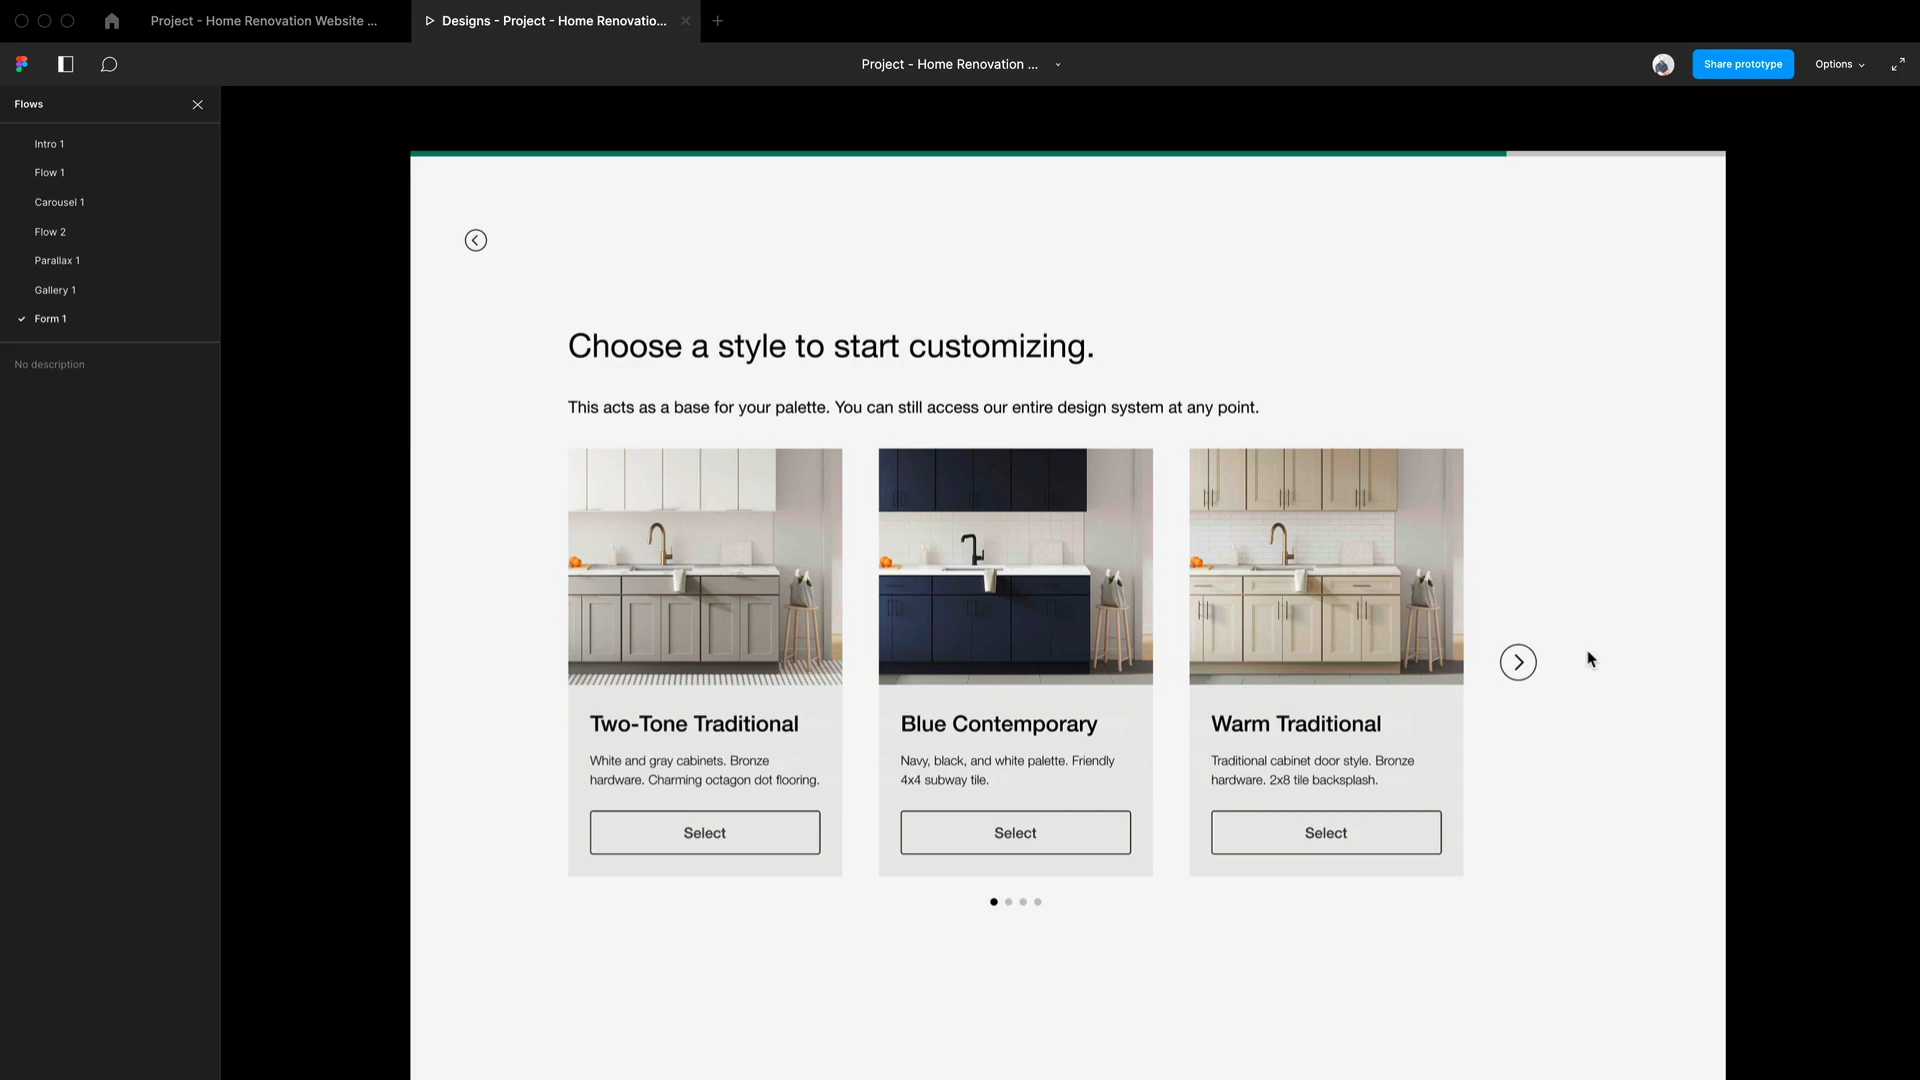 Project - Home Renovation Website ...
Designs - Project - Home Renovatio...
Project - Home Renovation ...
Share prototype
Options
Flows
Intro 1
Flow 1
Carousel 1
Flow 2
Parallax 1
Gallery 1
Form 1
No description
Choose a style to start customizing.
This acts as a base for your palette. You can still access our entire design system at any point.
Two-Tone Traditional
White and gray cabinets. Bronze
hardware. Charming octagon dot flooring.
Select
Blue Contemporary
Navy, black, and white palette. Friendly
4x4 subway tile.
Select
Warm Traditional
Traditional cabinet door style. Bronze
hardware. 2x8 tile backsplash.
Select